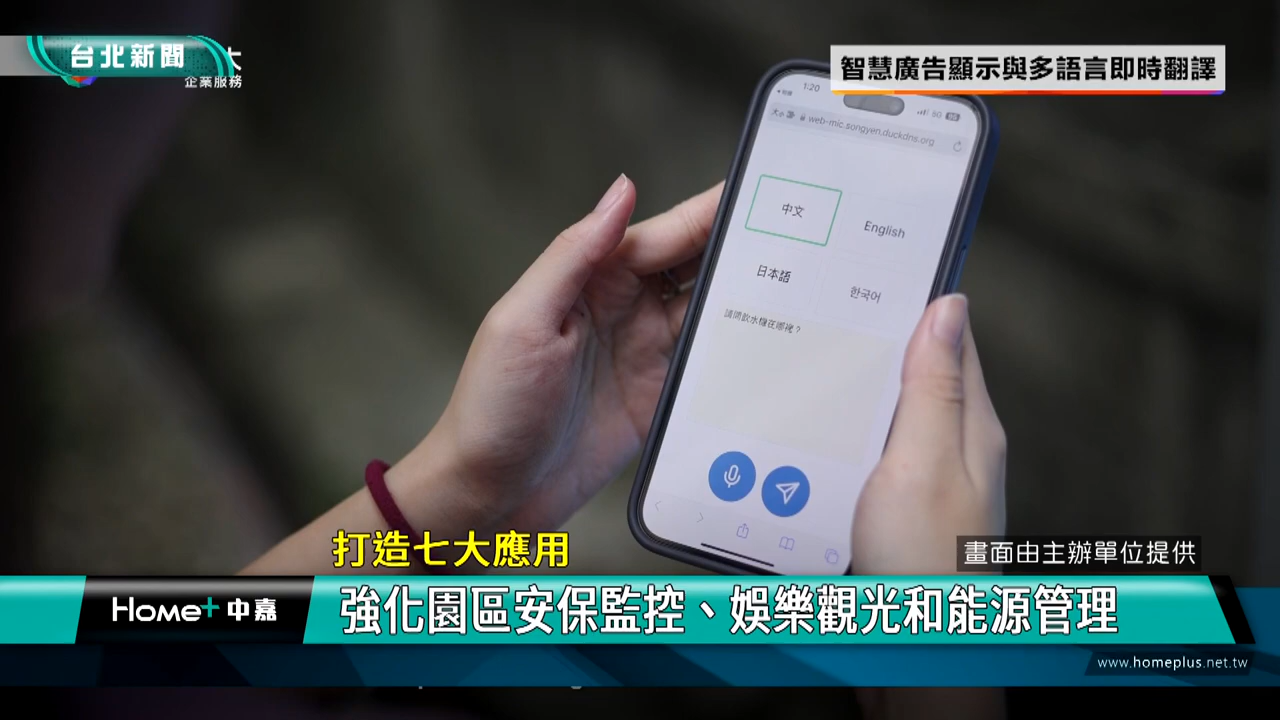 台北新聞
大
企業服務
智慧廣告顯示與多語言即時翻譯
1:20
5G
大小
web-mic.songyen.duckdns.org
中文
English
日本語
한국어
請問飲水機在哪裡？
打造七大應用
畫面由主辦單位提供
Home+中嘉
強化園區安保監控、娛樂觀光和能源管理
www.homeplus.net.tw